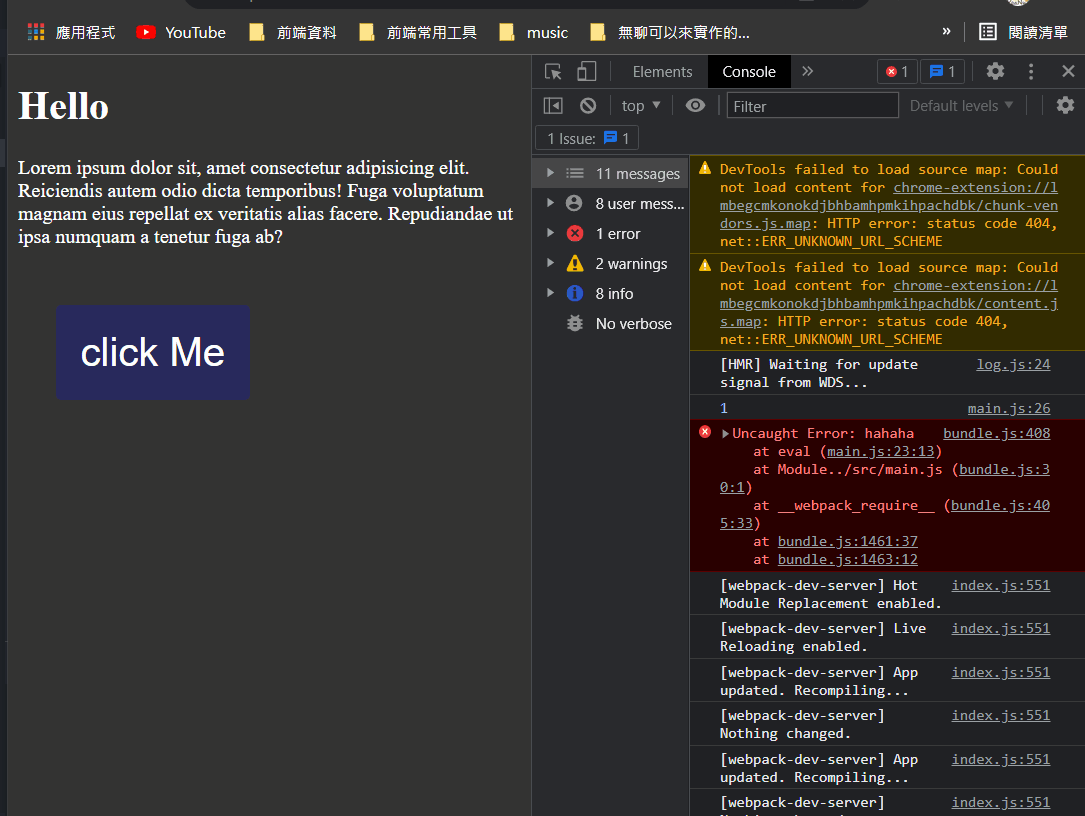 應用程式 YouTube 前端資料 前端常用工具 music 無聊可以來實作的... » 閱讀清單
Hello
Lorem ipsum dolor sit, amet consectetur adipisicing elit.
Reiciendis autem odio dicta temporibus! Fuga voluptatum
magnam eius repellat ex veritatis alias facere. Repudiandae ut
ipsa numquam a tenetur fuga ab?
click Me
Elements Console » 1 1
top ▼ Filter Default levels ▼
1 Issue: 1
11 messages
8 user mess...
1 error
2 warnings
8 info
No verbose
DevTools failed to load source map: Could
not load content for chrome-extension://l
mbegcmkonokdjbhbamhpmkihpachdbk/chunk-ven
dors.js.map: HTTP error: status code 404,
net::ERR_UNKNOWN_URL_SCHEME
DevTools failed to load source map: Could
not load content for chrome-extension://l
mbegcmkonokdjbhbamhpmkihpachdbk/content.j
s.map: HTTP error: status code 404,
net::ERR_UNKNOWN_URL_SCHEME
[HMR] Waiting for update log.js:24
signal from WDS...
1 main.js:26
Uncaught Error: hahaha bundle.js:408
at eval (main.js:23:13)
at Module../src/main.js (bundle.js:3
0:1)
at __webpack_require__ (bundle.js:40
5:33)
at bundle.js:1461:37
at bundle.js:1463:12
[webpack-dev-server] Hot index.js:551
Module Replacement enabled.
[webpack-dev-server] Live index.js:551
Reloading enabled.
[webpack-dev-server] App index.js:551
updated. Recompiling...
[webpack-dev-server] index.js:551
Nothing changed.
[webpack-dev-server] App index.js:551
updated. Recompiling...
[webpack-dev-server] index.js:551